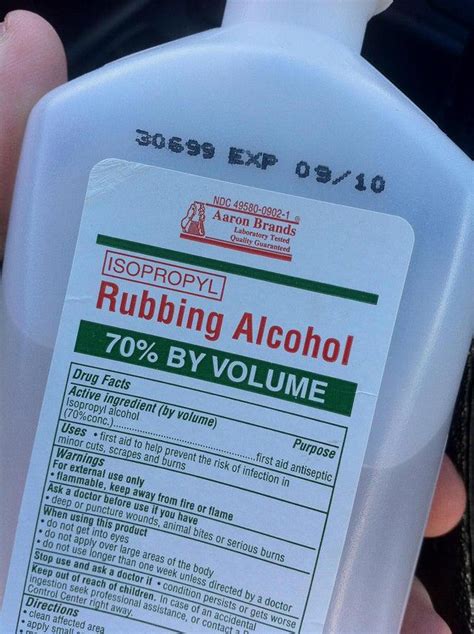 30699 EXP 09/10
NDC 49580-0902-1
Aaron Brands
Laboratory Tested
Quality Guaranteed
ISOPROPYL
Rubbing Alcohol
70% BY VOLUME
Drug Facts
Active ingredient (by volume) Purpose
Isopropyl alcohol
(70%conc.)..............................first aid antiseptic
Uses • first aid to help prevent the risk of infection in
minor cuts, scrapes and burns
Warnings
For external use only
• flammable, keep away from fire or flame
Ask a doctor before use if you have
• deep or puncture wounds, animal bites or serious burns
When using this product
• do not get into eyes
• do not apply over large areas of the body
• do not use longer than one week unless directed by a doctor
Stop use and ask a doctor if • condition persists or gets worse
Keep out of reach of children. In case of accidental
ingestion seek professional assistance, or contact a
Control Center right away.
Directions
• clean affected area
• apply small